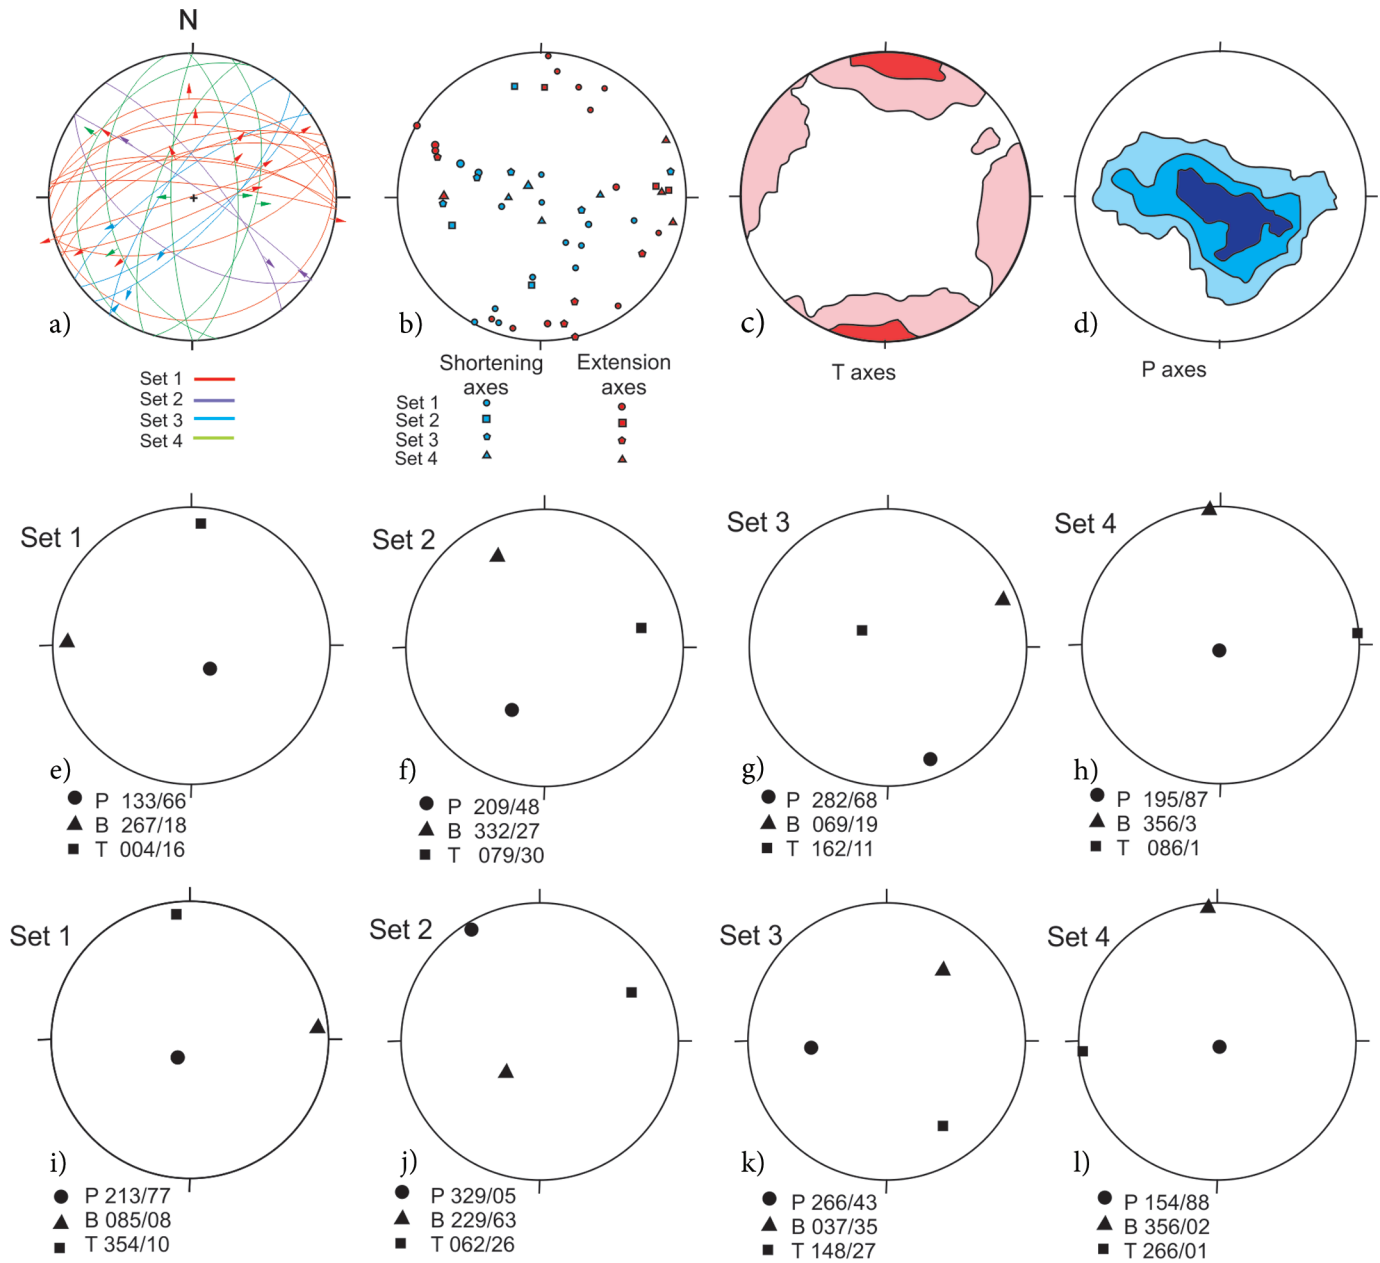 N
a)
b)
c)
d)
Set 1
Set 2
Set 3
Set 4
Shortening axes
Extension axes
Set 1
Set 2
Set 3
Set 4
T axes
P axes
Set 1
e)
P 133/66
B 267/18
T 004/16
Set 2
f)
P 209/48
B 332/27
T 079/30
Set 3
g)
P 282/68
B 069/19
T 162/11
Set 4
h)
P 195/87
B 356/3
T 086/1
Set 1
i)
P 213/77
B 085/08
T 354/10
Set 2
j)
P 329/05
B 229/63
T 062/26
Set 3
k)
P 266/43
B 037/35
T 148/27
Set 4
l)
P 154/88
B 356/02
T 266/01